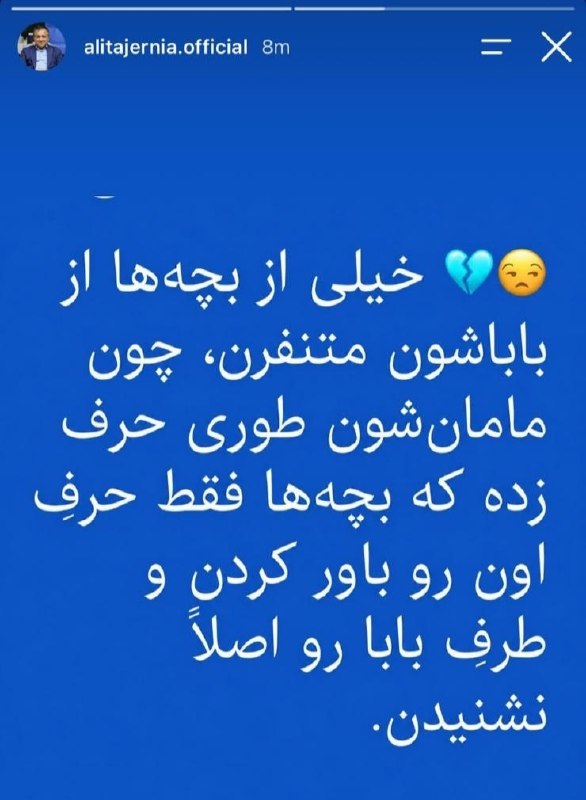 alitajernia.official 8m
😒💔 خیلی از بچه‌ها از
باباشون متنفرن، چون
مامان‌شون طوری حرف
زده که بچه‌ها فقط حرفِ
اون رو باور کردن و
طرفِ بابا رو اصلاً
نشنیدن.